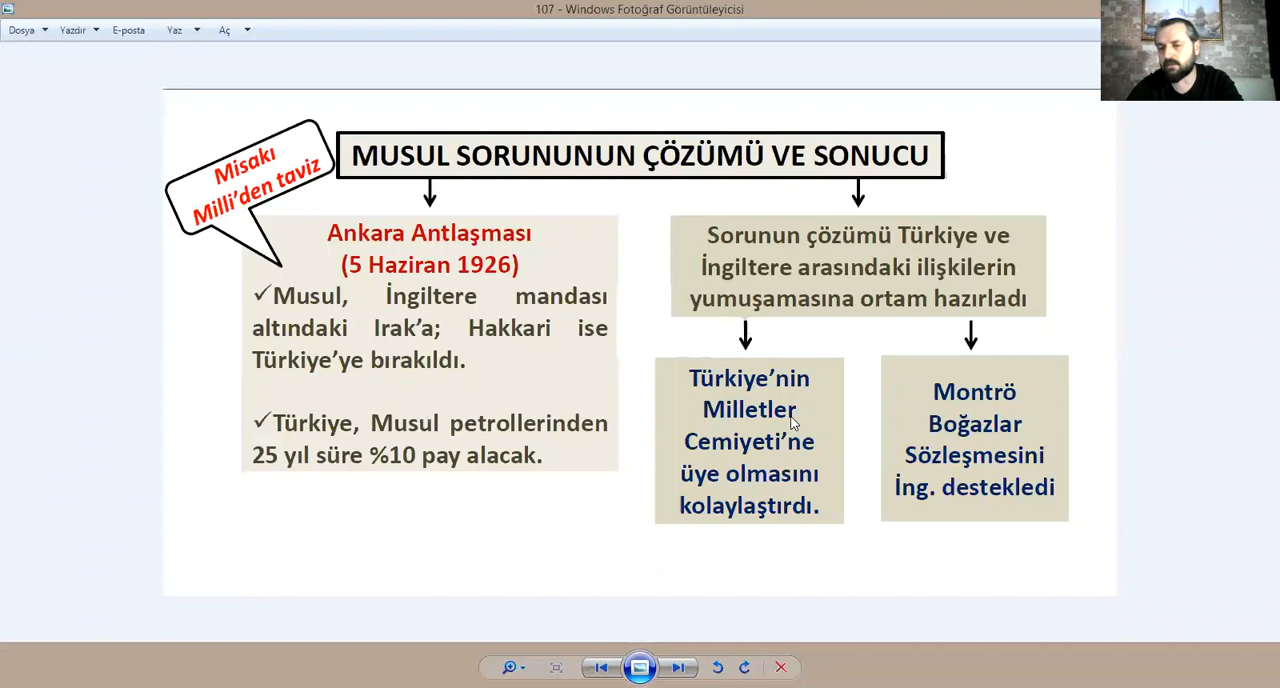 107 - Windows Fotoğraf Görüntüleyicisi
Dosya Yazdır E-posta Yaz Aç
Misakı
Milli’den taviz
MUSUL SORUNUNUN ÇÖZÜMÜ VE SONUCU
Ankara Antlaşması
(5 Haziran 1926)
✓Musul, İngiltere mandası
altındaki Irak’a; Hakkari ise
Türkiye’ye bırakıldı.
✓Türkiye, Musul petrollerinden
25 yıl süre %10 pay alacak.
Sorunun çözümü Türkiye ve
İngiltere arasındaki ilişkilerin
yumuşamasına ortam hazırladı
Türkiye’nin
Milletler
Cemiyeti’ne
üye olmasını
kolaylaştırdı.
Montrö
Boğazlar
Sözleşmesini
İng. destekledi